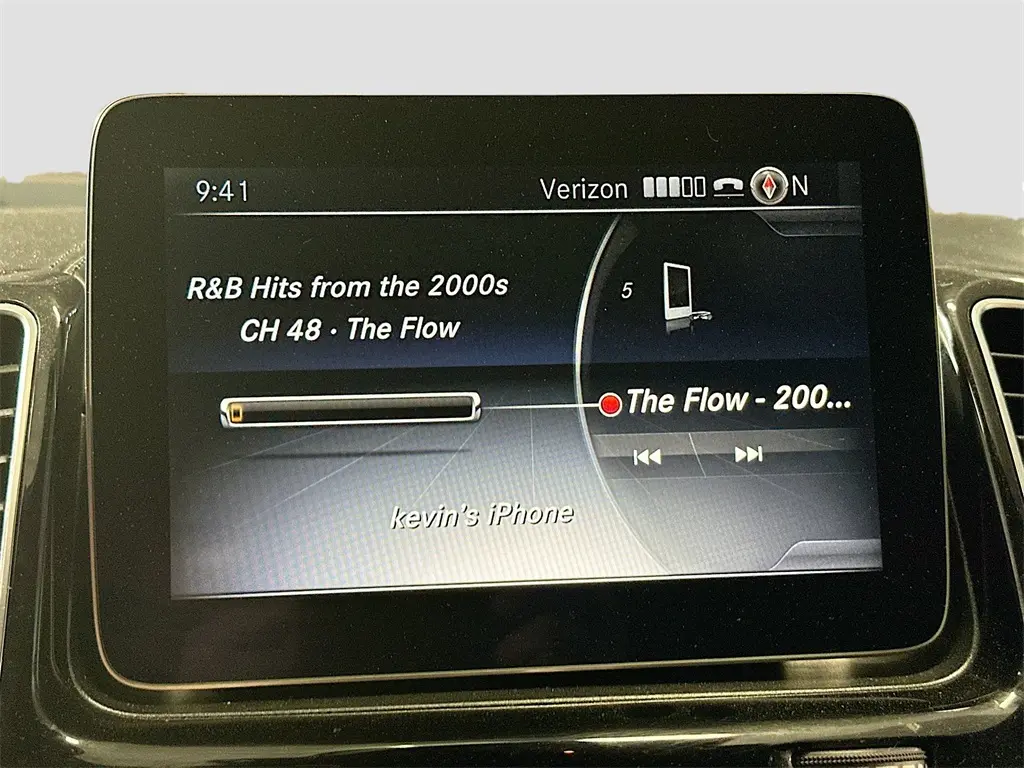 9:41
Verizon
N
R&B Hits from the 2000s
CH 48 · The Flow
5
The Flow - 200...
kevin's iPhone